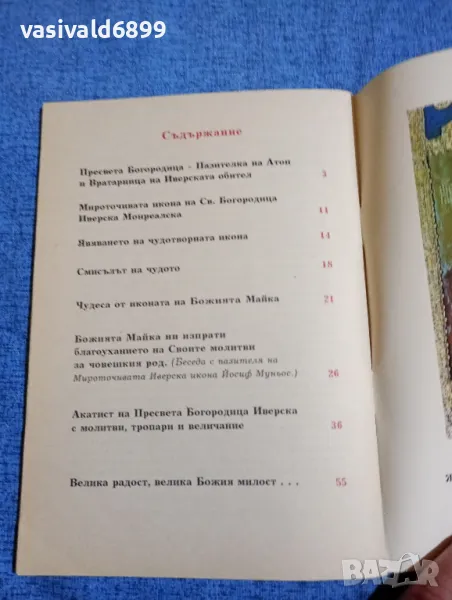 vasivald6899
Съдържание
Пресвета Богородица - Пазителка на Атон
и Вратарница на Иверската обител 3
Мироточивата икона на Св. Богородица
Иверска Монреалска 11
Явяването на чудотворната икона 14
Смисълът на чудото 18
Чудеса от иконата на Божията Майка 21
Божията Майка ни изпрати
благоуханието на Своите молитви
за човешкия род. (Беседа с пазителя на
Мироточивата Иверска икона Йосиф Муньос.) 26
Акатист на Пресвета Богородица Иверска
с молитви, тропари и величание 36
Велика радост, велика Божия милост . . . 55
BAZAR